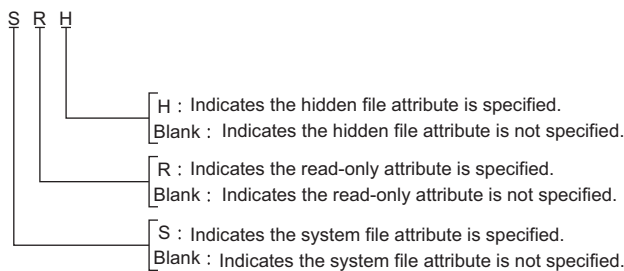 S R H
H : Indicates the hidden file attribute is specified.
Blank : Indicates the hidden file attribute is not specified.
R : Indicates the read-only attribute is specified.
Blank : Indicates the read-only attribute is not specified.
S : Indicates the system file attribute is specified.
Blank : Indicates the system file attribute is not specified.